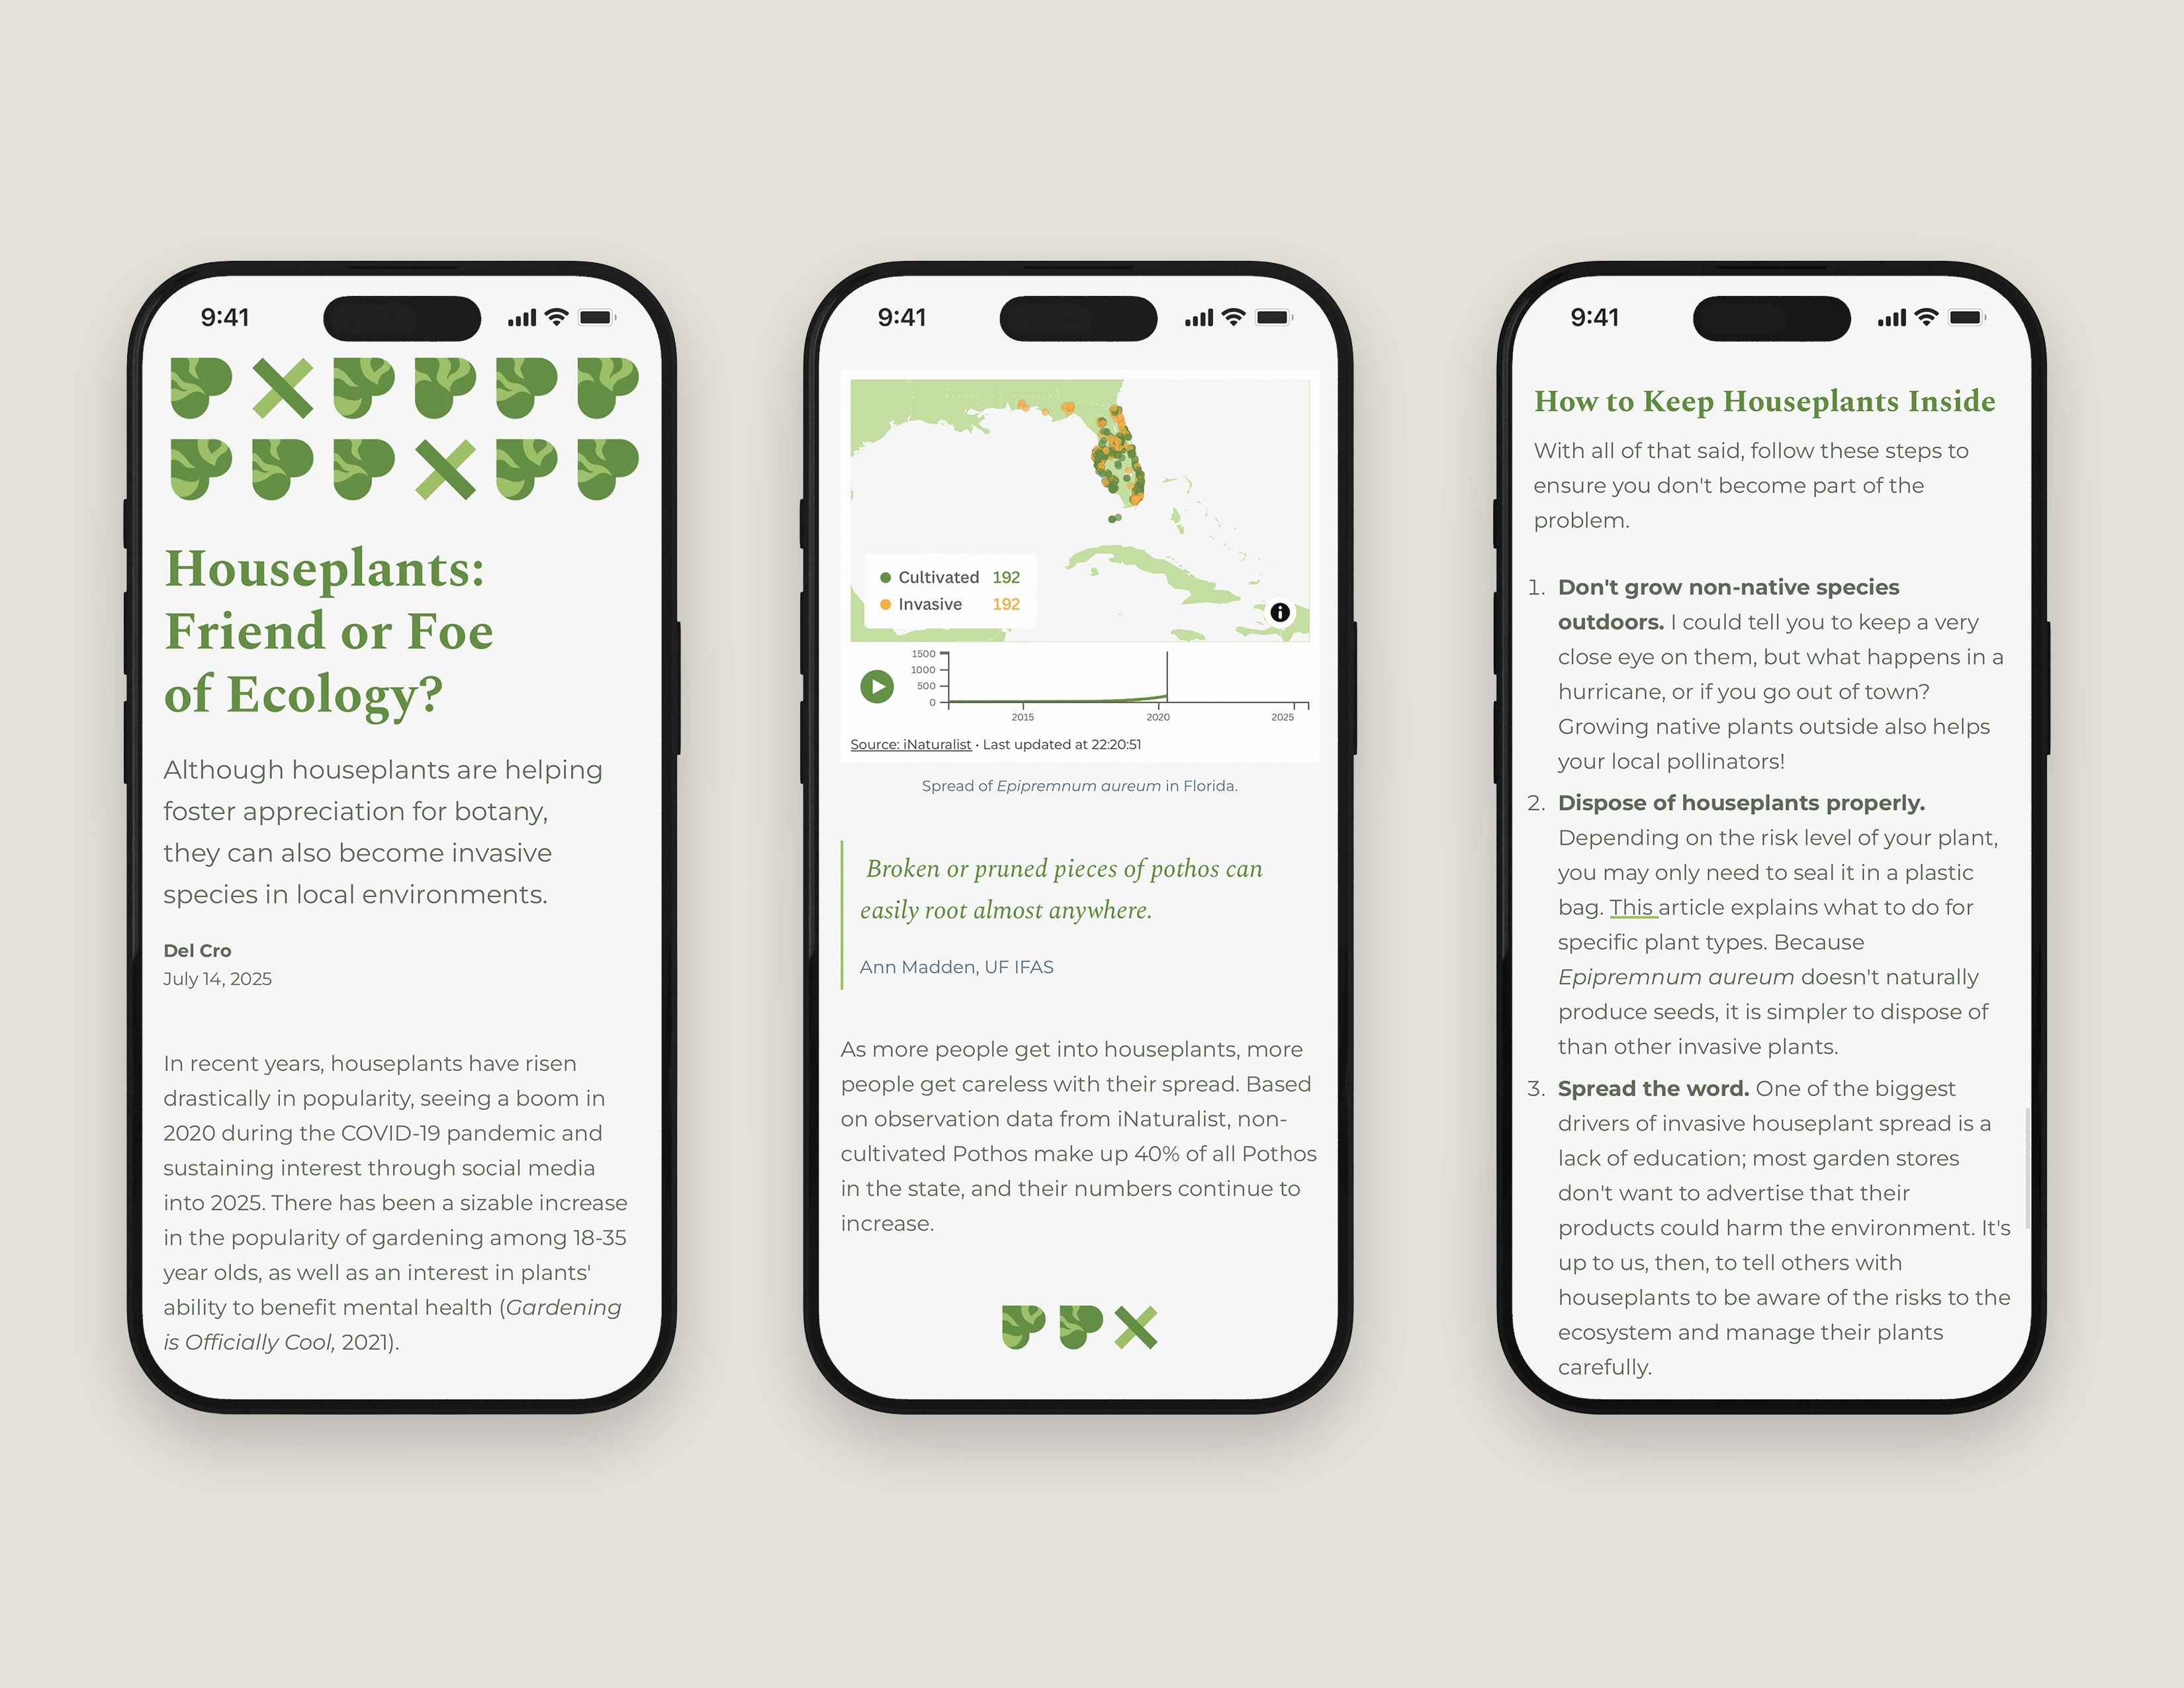 9:41
Houseplants:
Friend or Foe
of Ecology?
Although houseplants are helping
foster appreciation for botany,
they can also become invasive
species in local environments.
Del Cro
July 14, 2025
In recent years, houseplants have risen
drastically in popularity, seeing a boom in
2020 during the COVID-19 pandemic and
sustaining interest through social media
into 2025. There has been a sizable increase
in the popularity of gardening among 18-35
year olds, as well as an interest in plants'
ability to benefit mental health (Gardening
is Officially Cool, 2021).
9:41
Cultivated 192
Invasive 192
1500
1000
500
0
2015 2020 2025
Source: iNaturalist • Last updated at 22:20:51
Spread of Epipremnum aureum in Florida.
Broken or pruned pieces of pothos can
easily root almost anywhere.
Ann Madden, UF IFAS
As more people get into houseplants, more
people get careless with their spread. Based
on observation data from iNaturalist, non-
cultivated Pothos make up 40% of all Pothos
in the state, and their numbers continue to
increase.
9:41
How to Keep Houseplants Inside
With all of that said, follow these steps to
ensure you don't become part of the
problem.
1. Don't grow non-native species
outdoors. I could tell you to keep a very
close eye on them, but what happens in a
hurricane, or if you go out of town?
Growing native plants outside also helps
your local pollinators!
2. Dispose of houseplants properly.
Depending on the risk level of your plant,
you may only need to seal it in a plastic
bag. This article explains what to do for
specific plant types. Because
Epipremnum aureum doesn't naturally
produce seeds, it is simpler to dispose of
than other invasive plants.
3. Spread the word. One of the biggest
drivers of invasive houseplant spread is a
lack of education; most garden stores
don't want to advertise that their
products could harm the environment. It's
up to us, then, to tell others with
houseplants to be aware of the risks to the
ecosystem and manage their plants
carefully.